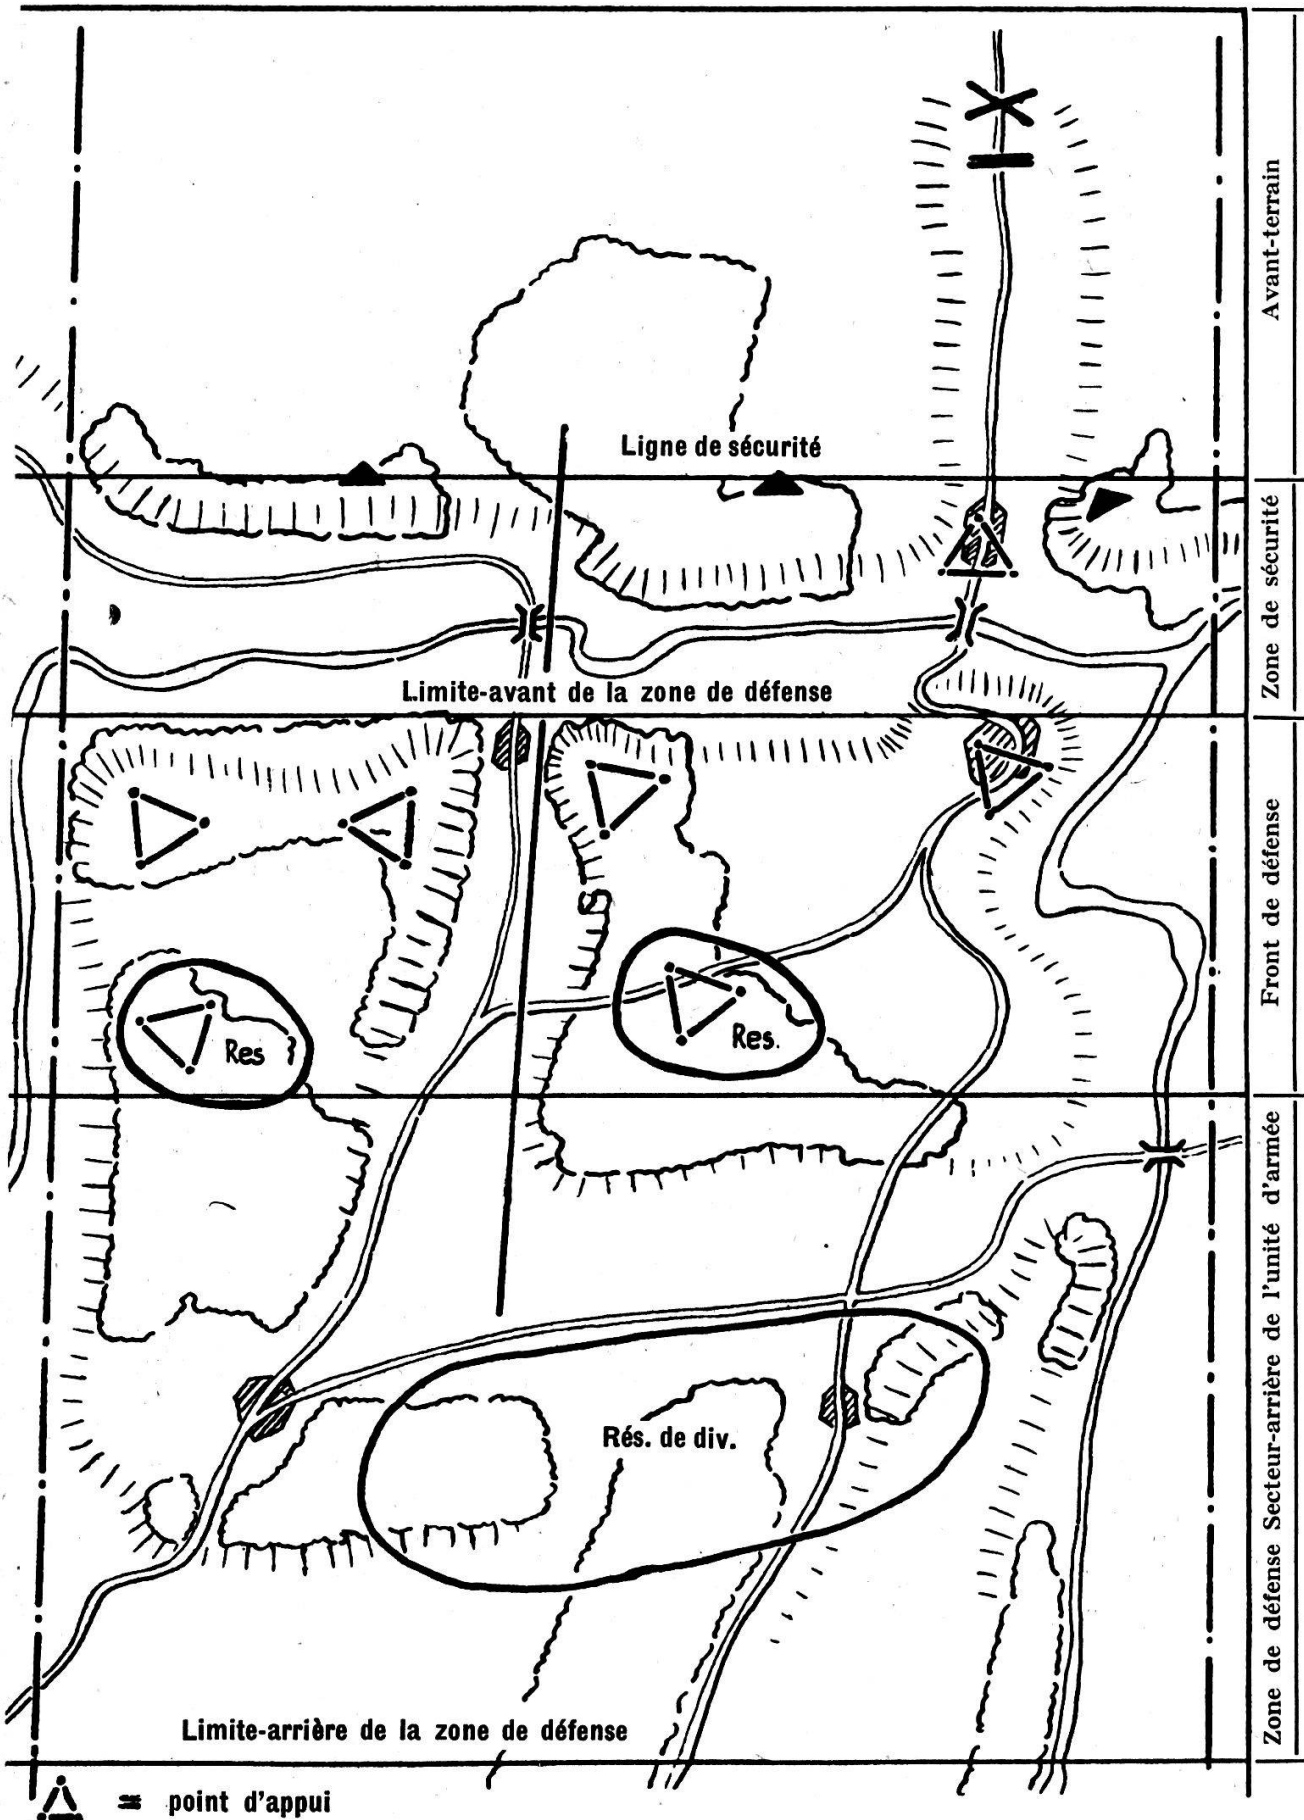 Avant-terrain
Ligne de sécurité
Zone de sécurité
Limite-avant de la zone de défense
Front de défense
Res
Res.
Zone de défense Secteur-arrière de l'unité d'armée
Rés. de div.
Limite-arrière de la zone de défense
= point d'appui